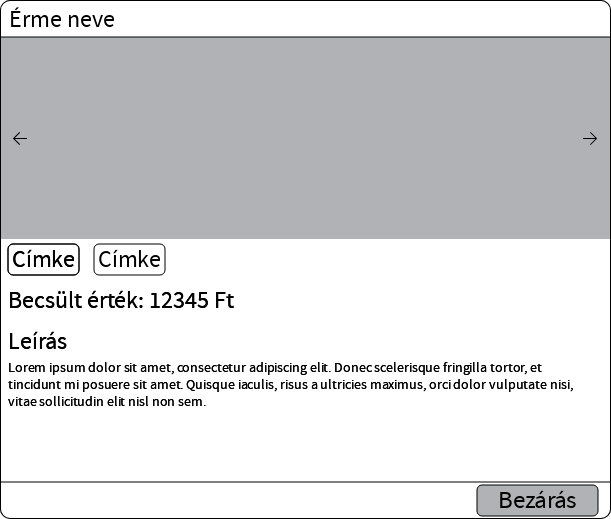 Érme neve
← →
Címke Címke
Becsült érték: 12345 Ft
Leírás
Lorem ipsum dolor sit amet, consectetur adipiscing elit. Donec scelerisque fringilla tortor, et
tincidunt mi posuere sit amet. Quisque iaculis, risus a ultricies maximus, orci dolor vulputate nisi,
vitae sollicitudin elit nisl non sem.
Bezárás